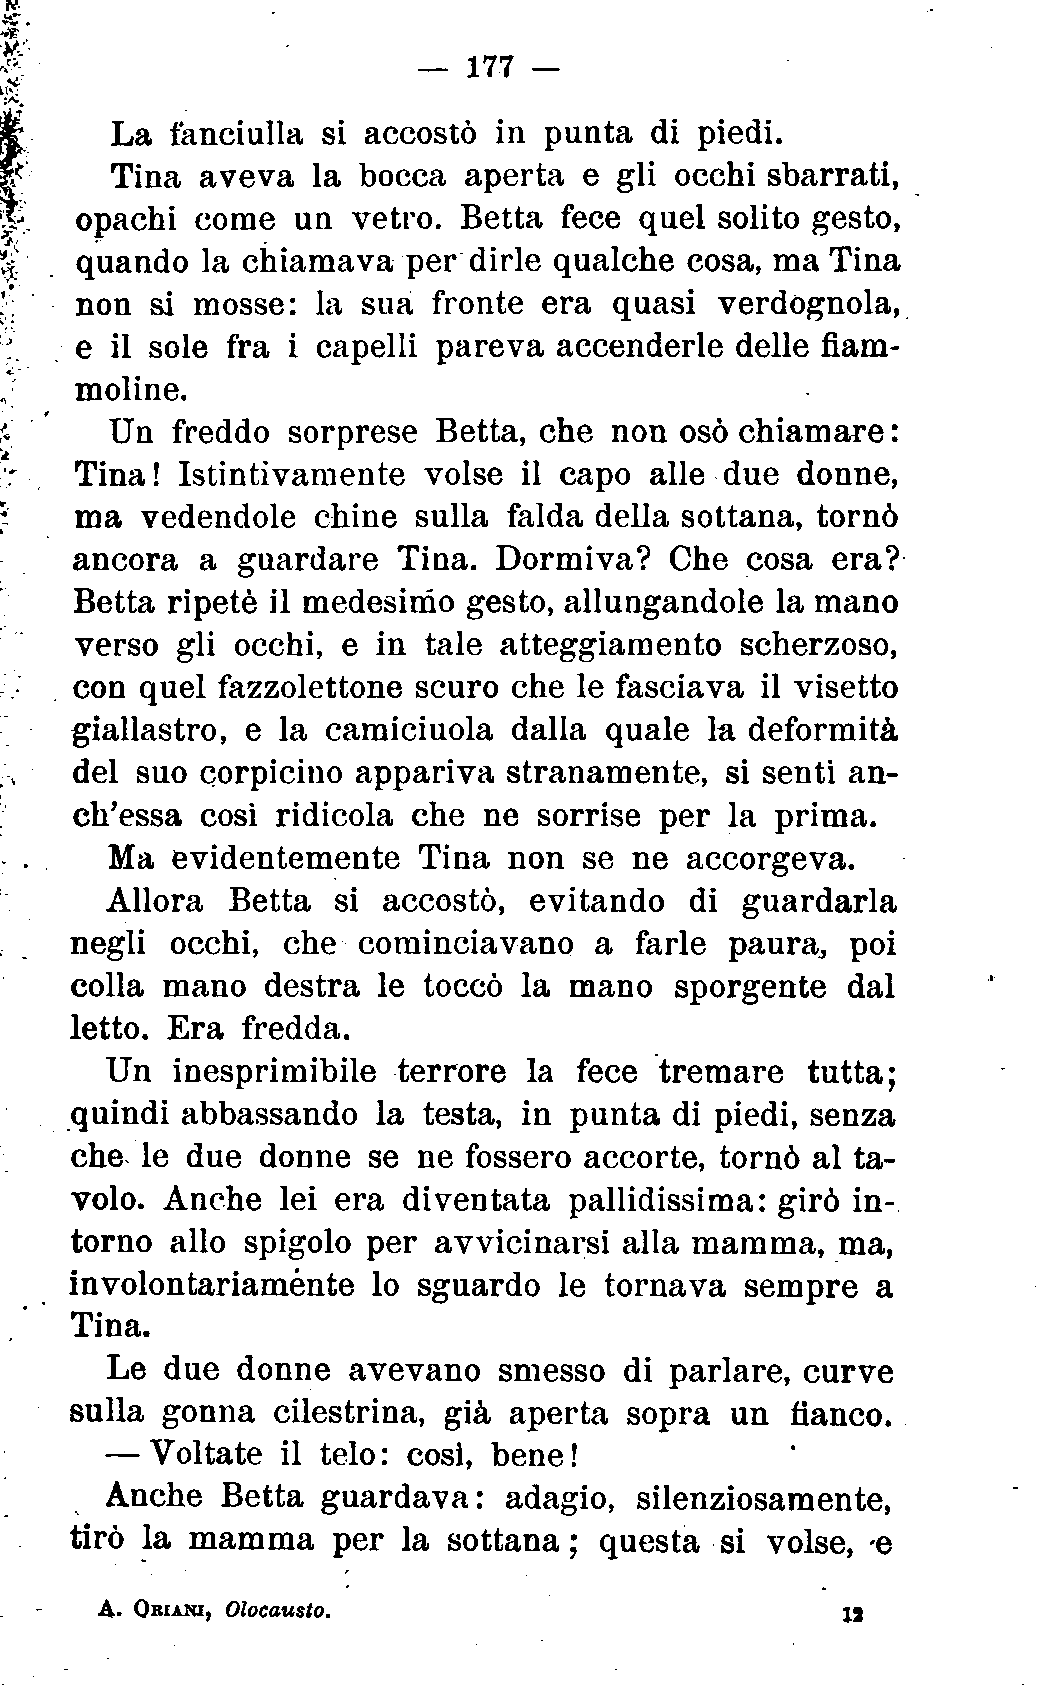 — 177 —
La fanciulla si accostò in punta di piedi.
Tina aveva la bocca aperta e gli occhi sbarrati,
opachi come un vetro. Betta fece quel solito gesto,
quando la chiamava per dirle qualche cosa, ma Tina
non si mosse: la sua fronte era quasi verdognola,
e il sole fra i capelli pareva accenderle delle fiam-
moline.
Un freddo sorprese Betta, che non osò chiamare:
Tina! Istintivamente volse il capo alle due donne,
ma vedendole chine sulla falda della sottana, tornò
ancora a guardare Tina. Dormiva? Che cosa era?
Betta ripetè il medesimo gesto, allungandole la mano
verso gli occhi, e in tale atteggiamento scherzoso,
con quel fazzolettone scuro che le fasciava il visetto
giallastro, e la camiciuola dalla quale la deformità
del suo corpicino appariva stranamente, si sentì an-
ch'essa così ridicola che ne sorrise per la prima.
Ma evidentemente Tina non se ne accorgeva.
Allora Betta si accostò, evitando di guardarla
negli occhi, che cominciavano a farle paura, poi
colla mano destra le toccò la mano sporgente dal
letto. Era fredda.
Un inesprimibile terrore la fece tremare tutta;
quindi abbassando la testa, in punta di piedi, senza
che le due donne se ne fossero accorte, tornò al ta-
volo. Anche lei era diventata pallidissima: girò in-
torno allo spigolo per avvicinarsi alla mamma, ma,
involontariamente lo sguardo le tornava sempre a
Tina.
Le due donne avevano smesso di parlare, curve
sulla gonna cilestrina, già aperta sopra un fianco.
— Voltate il telo: così, bene!
Anche Betta guardava: adagio, silenziosamente,
tirò la mamma per la sottana; questa si volse, e
A. ORIANI, Olocausto.
12